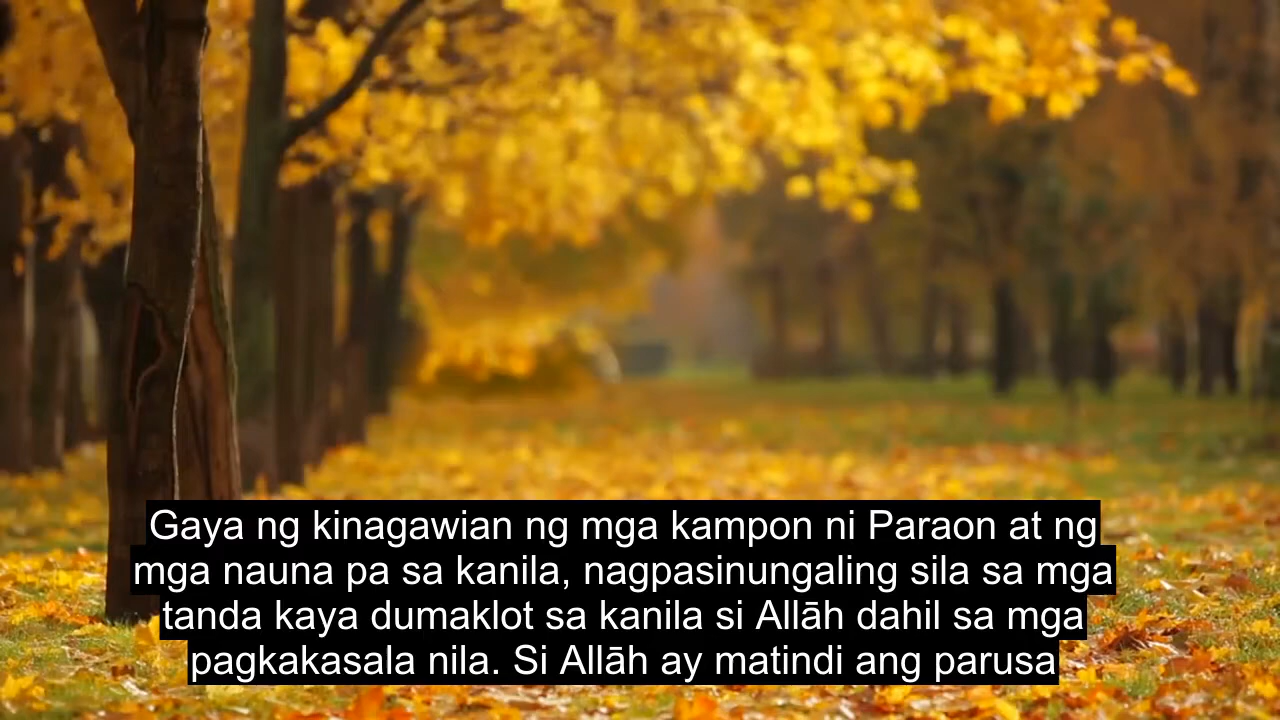 Gaya ng kinagawian ng mga kampon ni Paraon at ng
mga nauna pa sa kanila, nagpasinungaling sila sa mga
tanda kaya dumaklot sa kanila si Allāh dahil sa mga
pagkakasala nila. Si Allāh ay matindi ang parusa